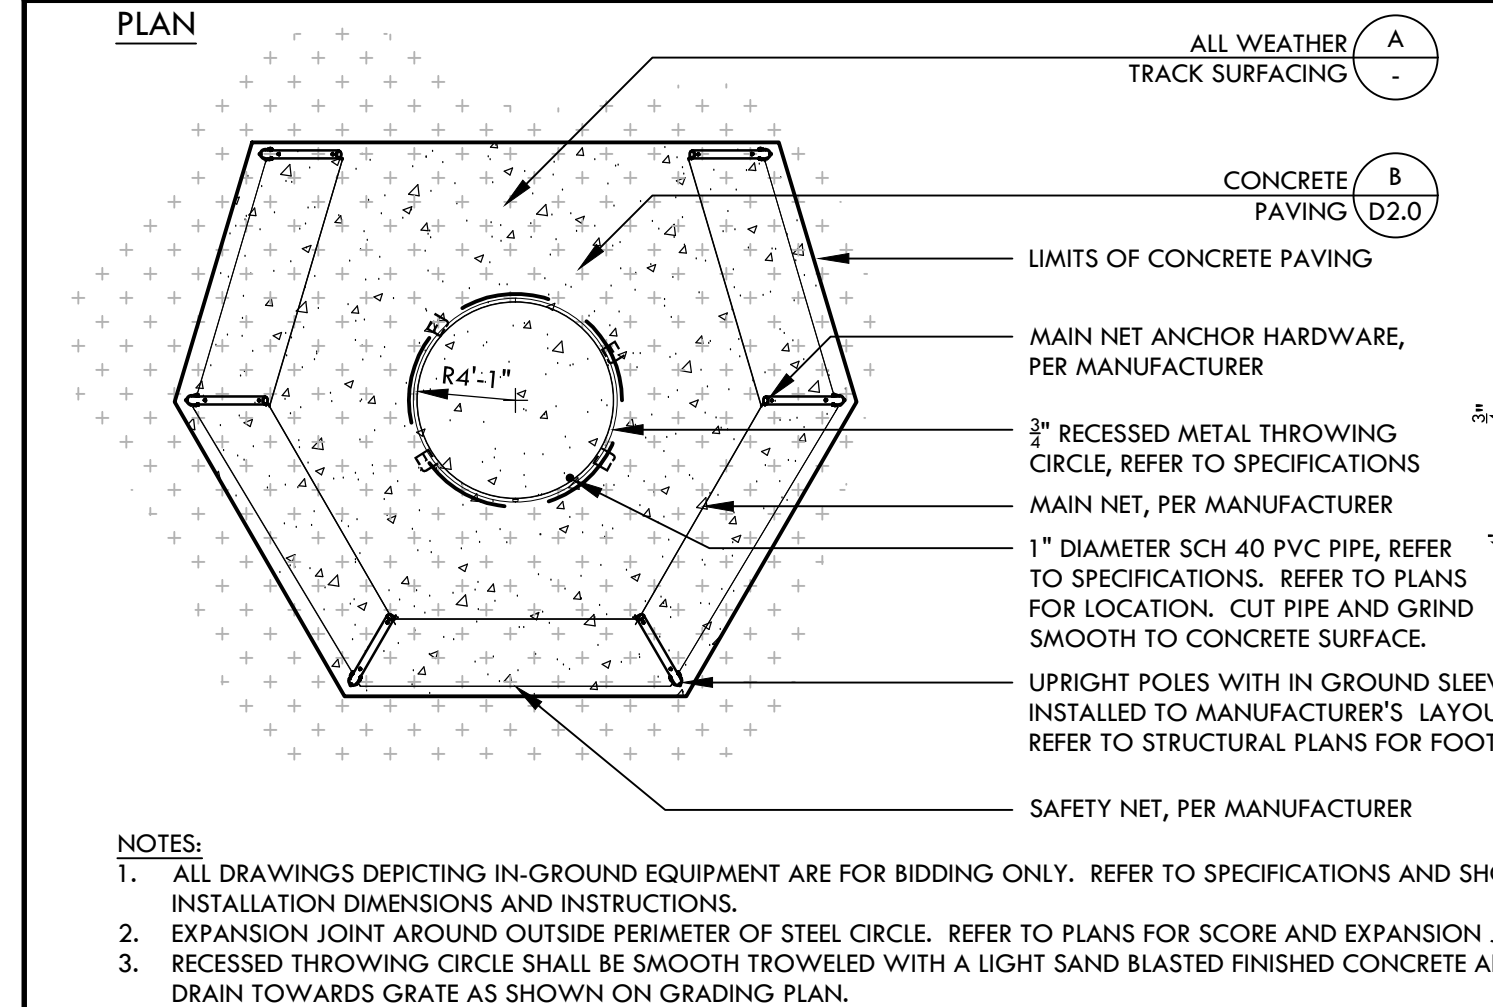 PLAN
ALL WEATHER
TRACK SURFACING
A
-
CONCRETE
PAVING
B
D2.0
LIMITS OF CONCRETE PAVING
MAIN NET ANCHOR HARDWARE,
PER MANUFACTURER
3/4" RECESSED METAL THROWING
CIRCLE, REFER TO SPECIFICATIONS
MAIN NET, PER MANUFACTURER
1" DIAMETER SCH 40 PVC PIPE, REFER
TO SPECIFICATIONS. REFER TO PLANS
FOR LOCATION. CUT PIPE AND GRIND
SMOOTH TO CONCRETE SURFACE.
UPRIGHT POLES WITH IN GROUND
INSTALLED TO MANUFACTURER'S
REFER TO STRUCTURAL PLANS FOR
SAFETY NET, PER MANUFACTURER
EJ
EJ
R4'-1"
EJ
EJ
3"
NOTES:
1. ALL DRAWINGS DEPICTING IN-GROUND EQUIPMENT ARE FOR BIDDING ONLY. REFER TO SPECIFICATIONS AND
INSTALLATION DIMENSIONS AND INSTRUCTIONS.
2. EXPANSION JOINT AROUND OUTSIDE PERIMETER OF STEEL CIRCLE. REFER TO PLANS FOR SCORE AND EXPANSION
3. RECESSED THROWING CIRCLE SHALL BE SMOOTH TROWELED WITH A LIGHT SAND BLASTED FINISHED CONCRETE
DRAIN TOWARDS GRATE AS SHOWN ON GRADING PLAN.